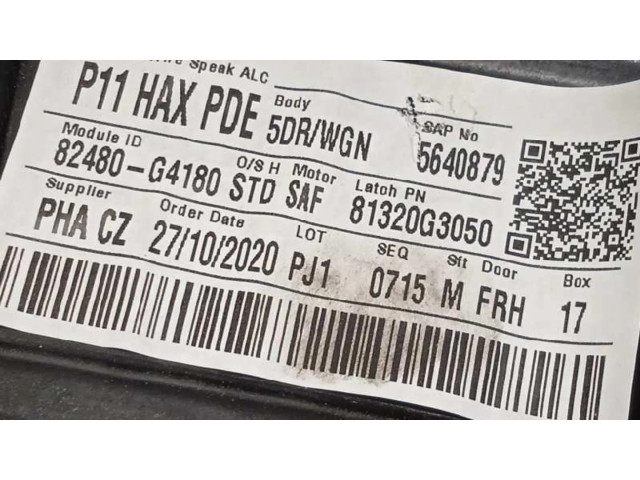 Speak ALC
P11 HAX PDE Body 5DR/WGN SAP No 5640879
Module ID O/S H Motor Latch PN
82480-G4180 STD SAF 81320G3050
Supplier Order Date LOT SEQ Sft Door Box
PHA CZ 27/10/2020 PJ1 0715 M FRH 17